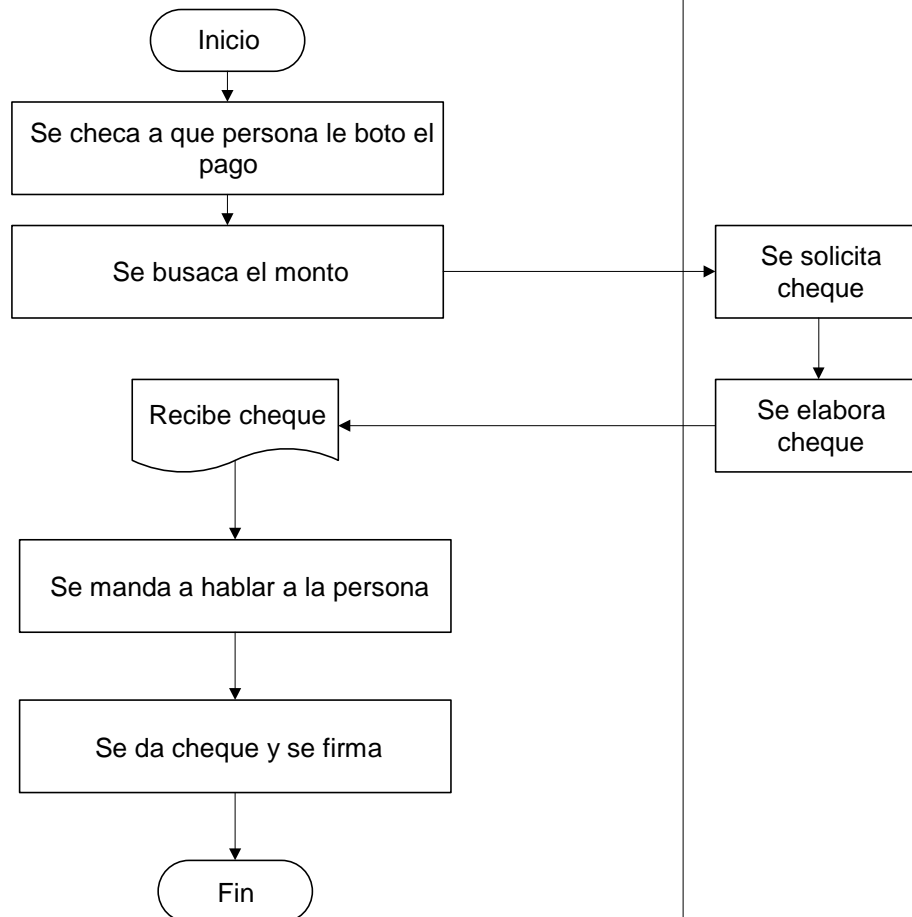 Inicio
Se checa a que persona le boto el
pago
Se busaca el monto
Se solicita
cheque
Se elabora
cheque
Recibe cheque
Se manda a hablar a la persona
Se da cheque y se firma
Fin